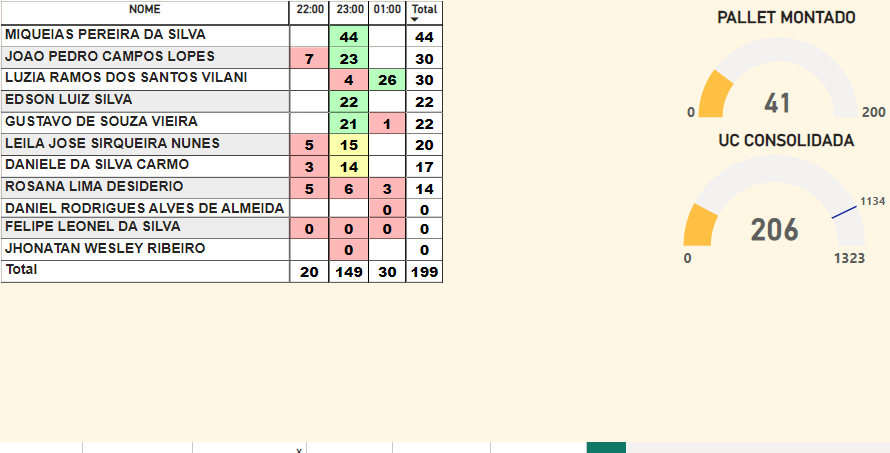 NOME 22:00 23:00 01:00 Total
MIQUEIAS PEREIRA DA SILVA 44 44
JOAO PEDRO CAMPOS LOPES 7 23 30
LUZIA RAMOS DOS SANTOS VILANI 4 26 30
EDSON LUIZ SILVA 22 22
GUSTAVO DE SOUZA VIEIRA 21 1 22
LEILA JOSE SIRQUEIRA NUNES 5 15 20
DANIELE DA SILVA CARMO 3 14 17
ROSANA LIMA DESIDERIO 5 6 3 14
DANIEL RODRIGUES ALVES DE ALMEIDA 0 0
FELIPE LEONEL DA SILVA 0 0 0 0
JHONATAN WESLEY RIBEIRO 0 0
Total 20 149 30 199
PALLET MONTADO
41
0 200
UC CONSOLIDADA
1134
206
0 1323
x